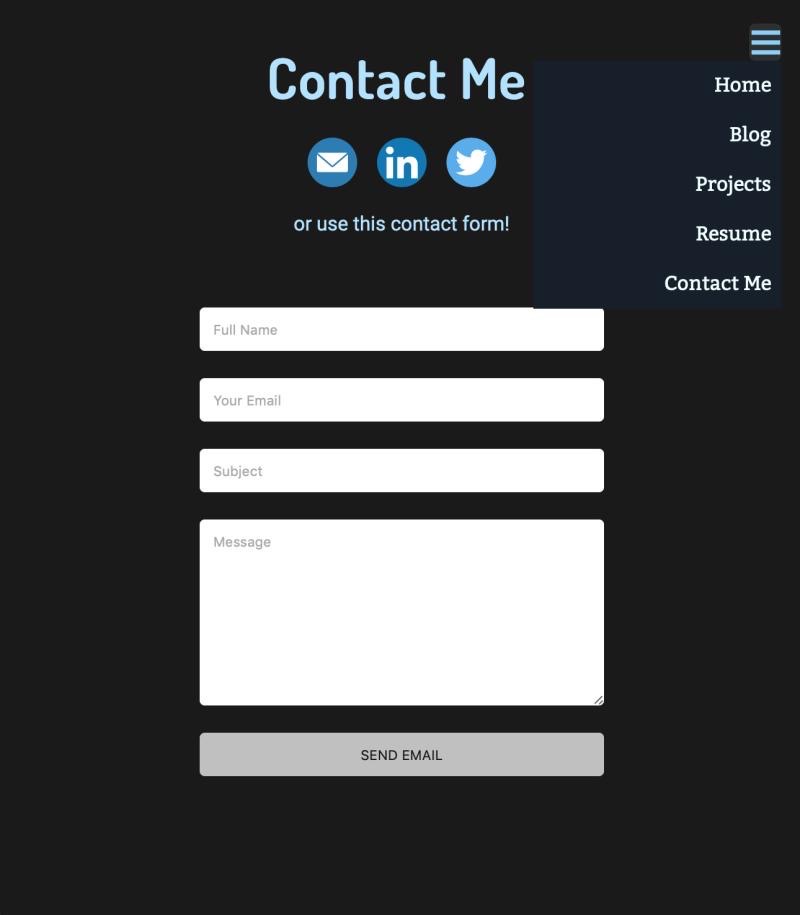 Contact Me
in
or use this contact form!
Home
Blog
Projects
Resume
Contact Me
Full Name
Your Email
Subject
Message
SEND EMAIL